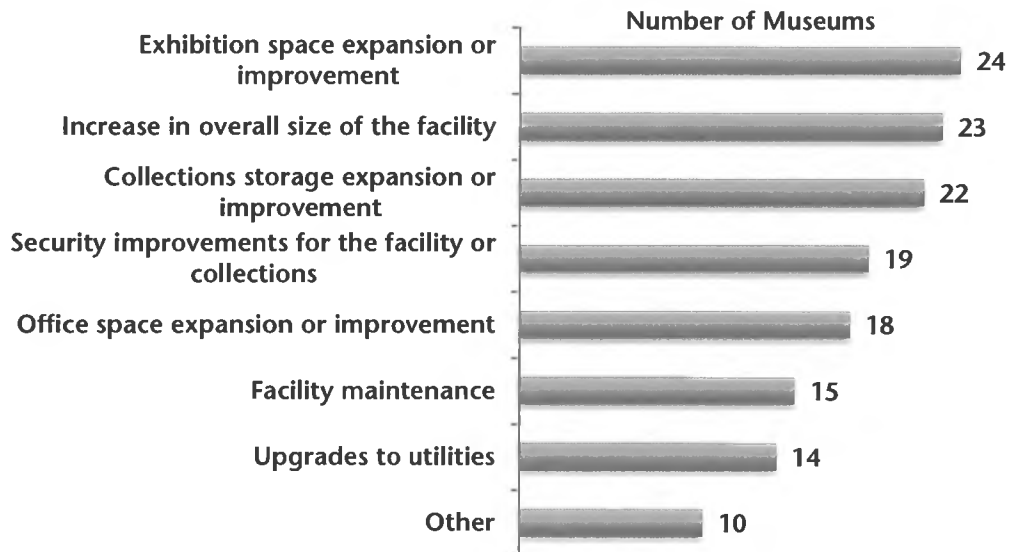 Number of Museums
Exhibition space expansion or
improvement
24
Increase in overall size of the facility
23
Collections storage expansion or
improvement
22
Security improvements for the facility or
collections
19
Office space expansion or improvement
18
Facility maintenance
15
Upgrades to utilities
14
Other
10